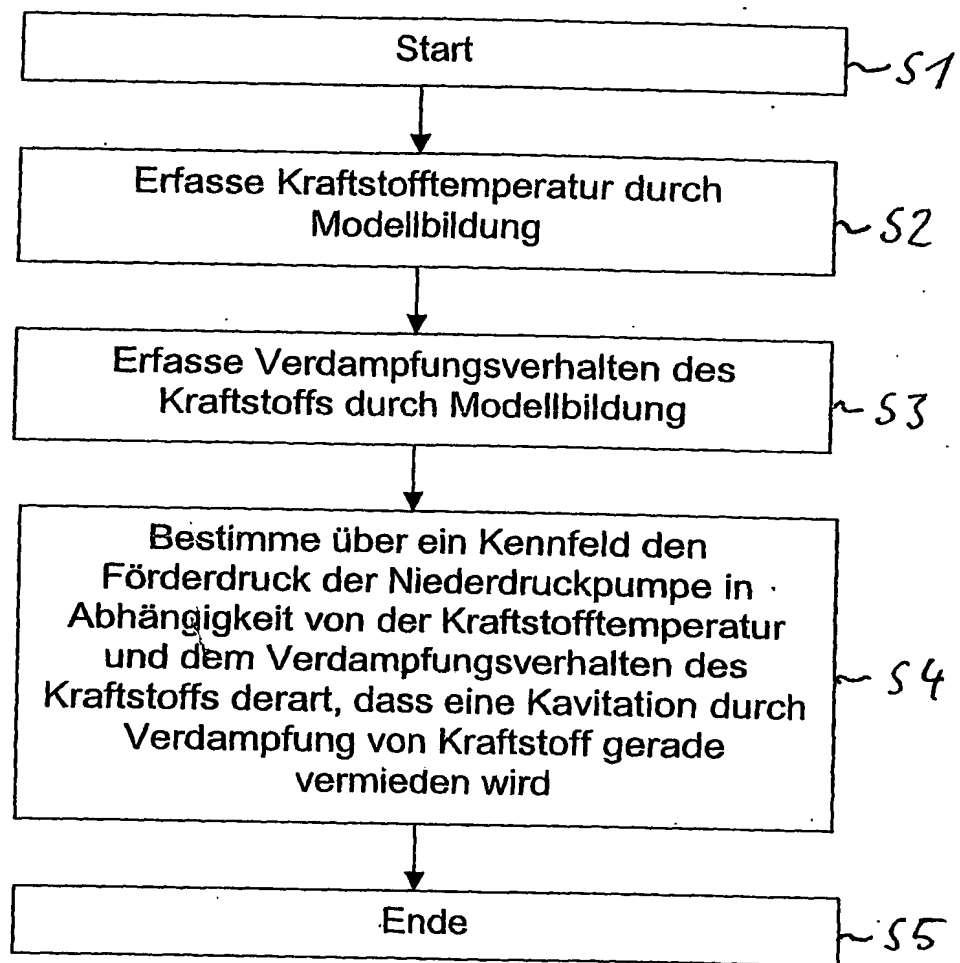 Start
S1
Erfasse Kraftstofftemperatur durch
Modellbildung
S2
Erfasse Verdampfungsverhalten des
Kraftstoffs durch Modellbildung
S3
Bestimme über ein Kennfeld den
Förderdruck der Niederdruckpumpe in
Abhängigkeit von der Kraftstofftemperatur
und dem Verdampfungsverhalten des
Kraftstoffs derart, dass eine Kavitation durch
Verdampfung von Kraftstoff gerade
vermieden wird
S4
Ende
S5